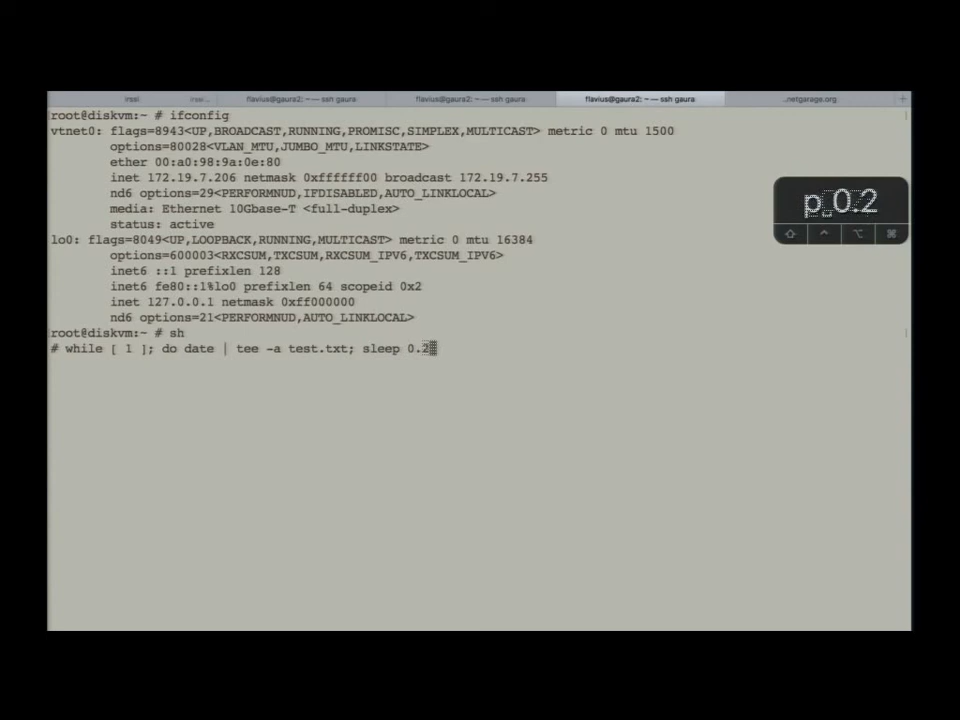 irssi irssi... flavius@gaura2: ~ — ssh gaura flavius@gaura2: ~ — ssh gaura flavius@gaura2: ~ — ssh gaura ...netgarage.org +
root@diskvm:~ # ifconfig
vtnet0: flags=8943<UP,BROADCAST,RUNNING,PROMISC,SIMPLEX,MULTICAST> metric 0 mtu 1500
options=80028<VLAN_MTU,JUMBO_MTU,LINKSTATE>
ether 00:a0:98:9a:0e:80
inet 172.19.7.206 netmask 0xffffff00 broadcast 172.19.7.255
nd6 options=29<PERFORMNUD,IFDISABLED,AUTO_LINKLOCAL>
media: Ethernet 10Gbase-T <full-duplex>
status: active
lo0: flags=8049<UP,LOOPBACK,RUNNING,MULTICAST> metric 0 mtu 16384
options=600003<RXCSUM,TXCSUM,RXCSUM_IPV6,TXCSUM_IPV6>
inet6 ::1 prefixlen 128
inet6 fe80::1%lo0 prefixlen 64 scopeid 0x2
inet 127.0.0.1 netmask 0xff000000
nd6 options=21<PERFORMNUD,AUTO_LINKLOCAL>
root@diskvm:~ # sh
# while [ 1 ]; do date | tee -a test.txt; sleep 0.2
p␣0.2
⇧ ⌃ ⌥ ⌘